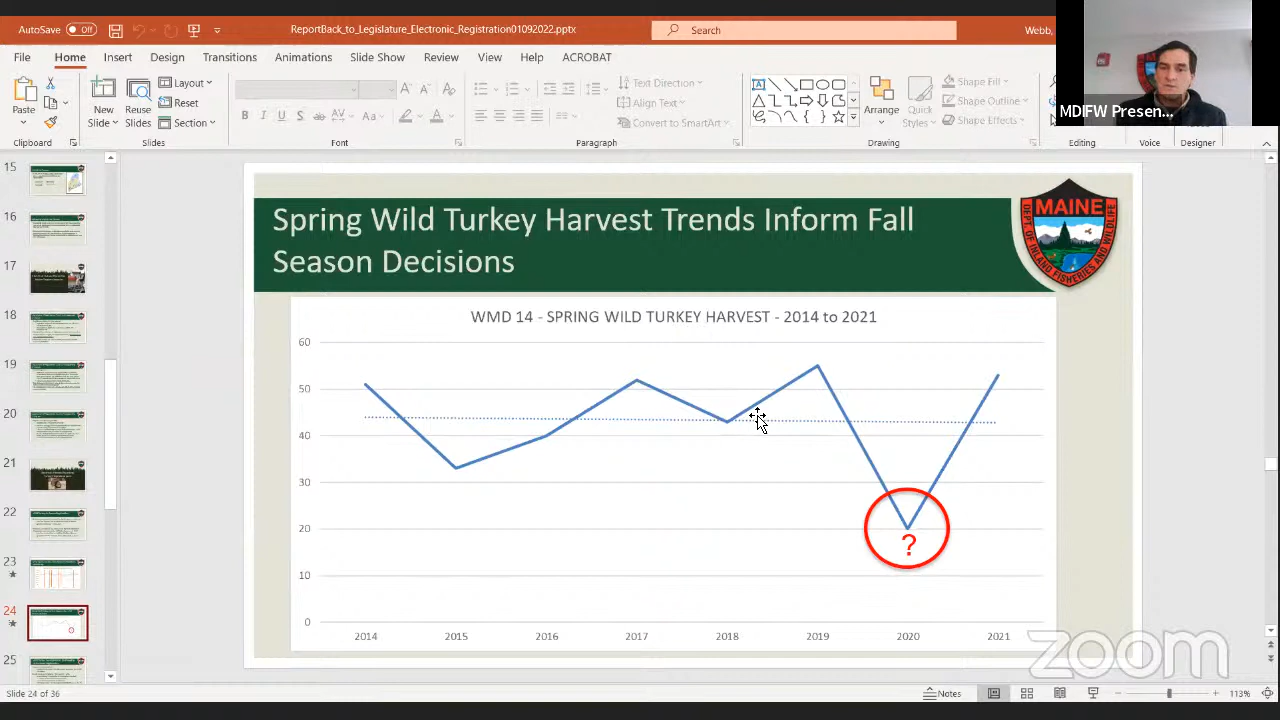 AutoSave Off
ReportBack_to_Legislature_Electronic_Registration01092022.pptx
Search
Webb,
File Home Insert Design Transitions Animations Slide Show Review View Help ACROBAT
Paste
New Slide
Reuse Slides
Layout
Reset
Section
Text Direction
Align Text
Convert to SmartArt
Arrange
Quick Styles
Shape Fill
Shape Outline
Shape Effects
MDIFW Presen...
Clipboard Slides Font Paragraph Drawing Editing Voice Designer
15
16
17
18
19
20
21
22
23
24
25
Spring Wild Turkey Harvest Trends Inform Fall
Season Decisions
MAINE
DEPT. OF INLAND FISHERIES AND WILDLIFE
WMD 14 - SPRING WILD TURKEY HARVEST - 2014 to 2021
60
40
30
10
0
?
2014 2015 2016 2017 2018 2019 2020 2021
zoom
Slide 24 of 36
Notes
113%